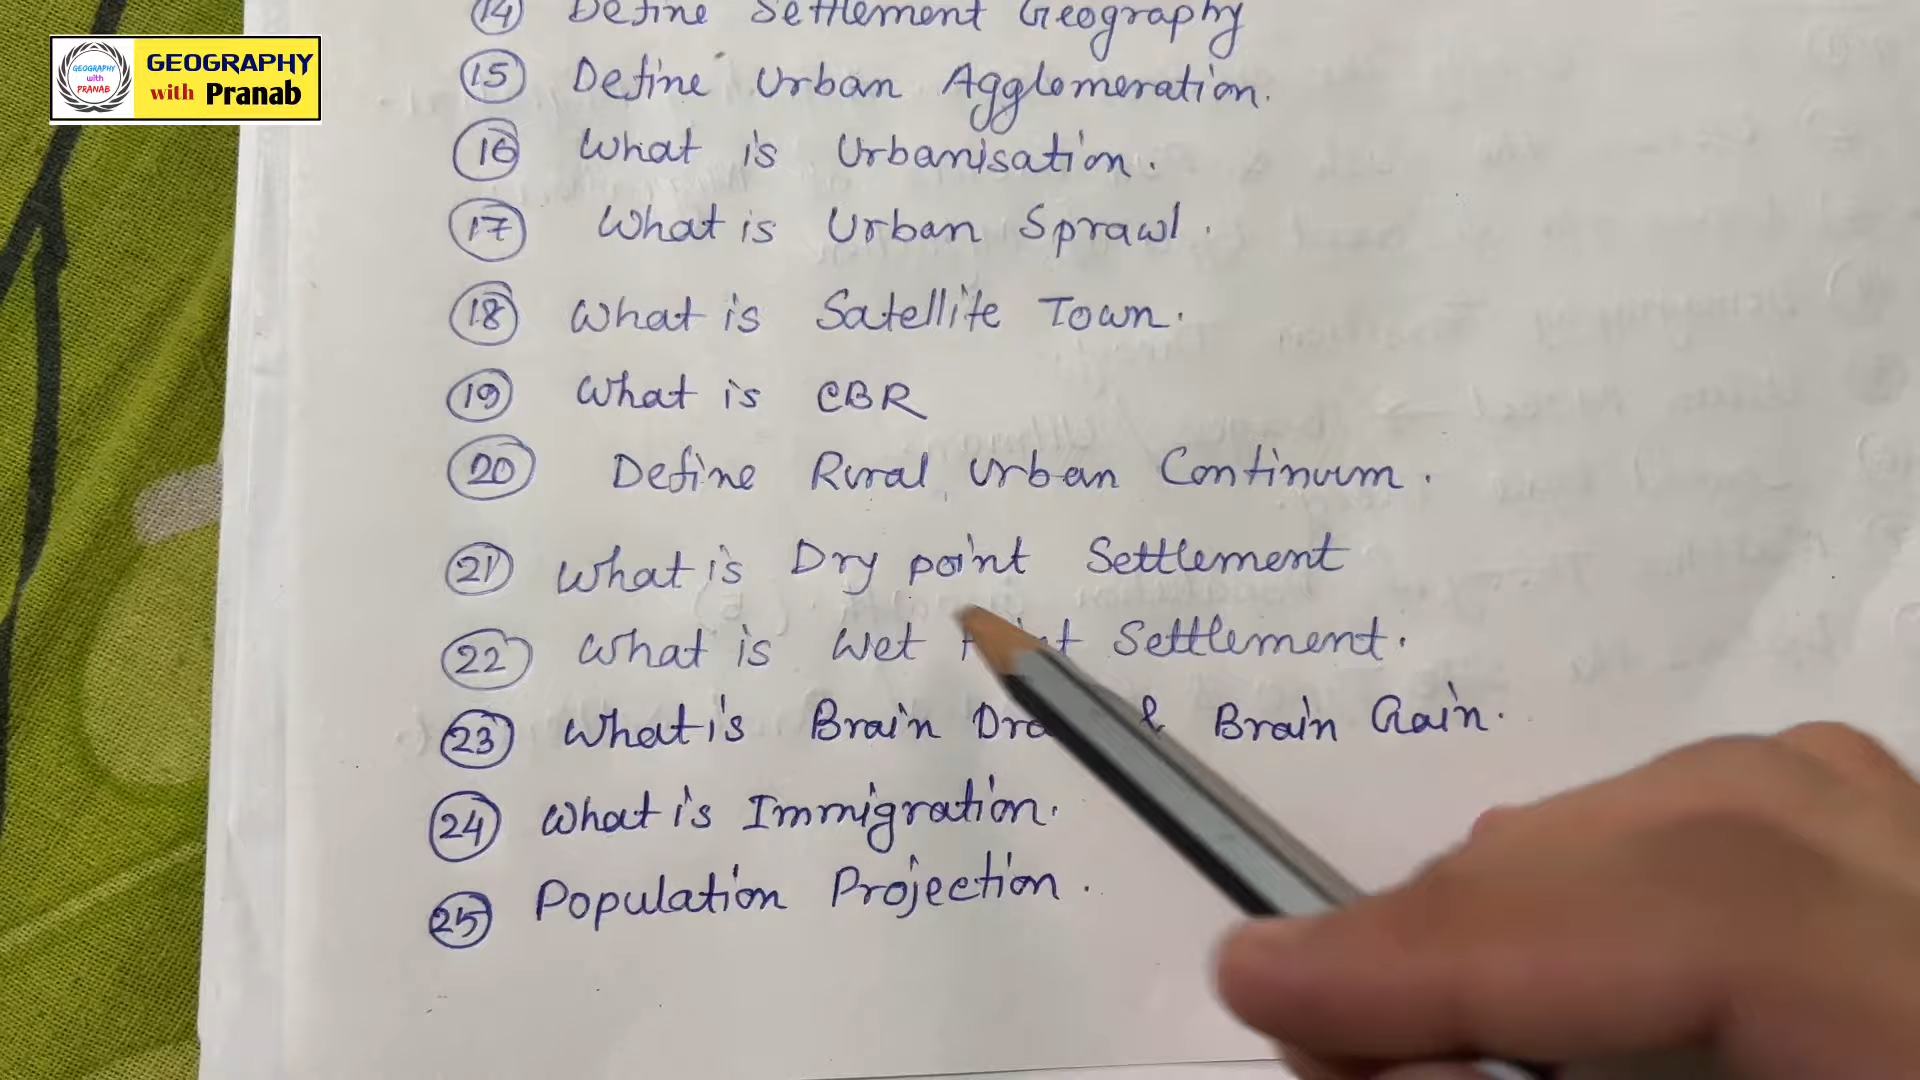 14 Define Settlement Geography
GEOGRAPHY with PRANAB
GEOGRAPHY
with Pranab
15 Define Urban Agglomeration.
16 What is Urbanisation.
17 What is Urban Sprawl.
18 What is Satellite Town.
19 What is CBR
20 Define Rural Urban Continum.
21 What is Dry point Settlement
22 What is Wet Settlement.
23 What is Brain & Brain Gain.
24 What is Immigration.
25 Population Projection.